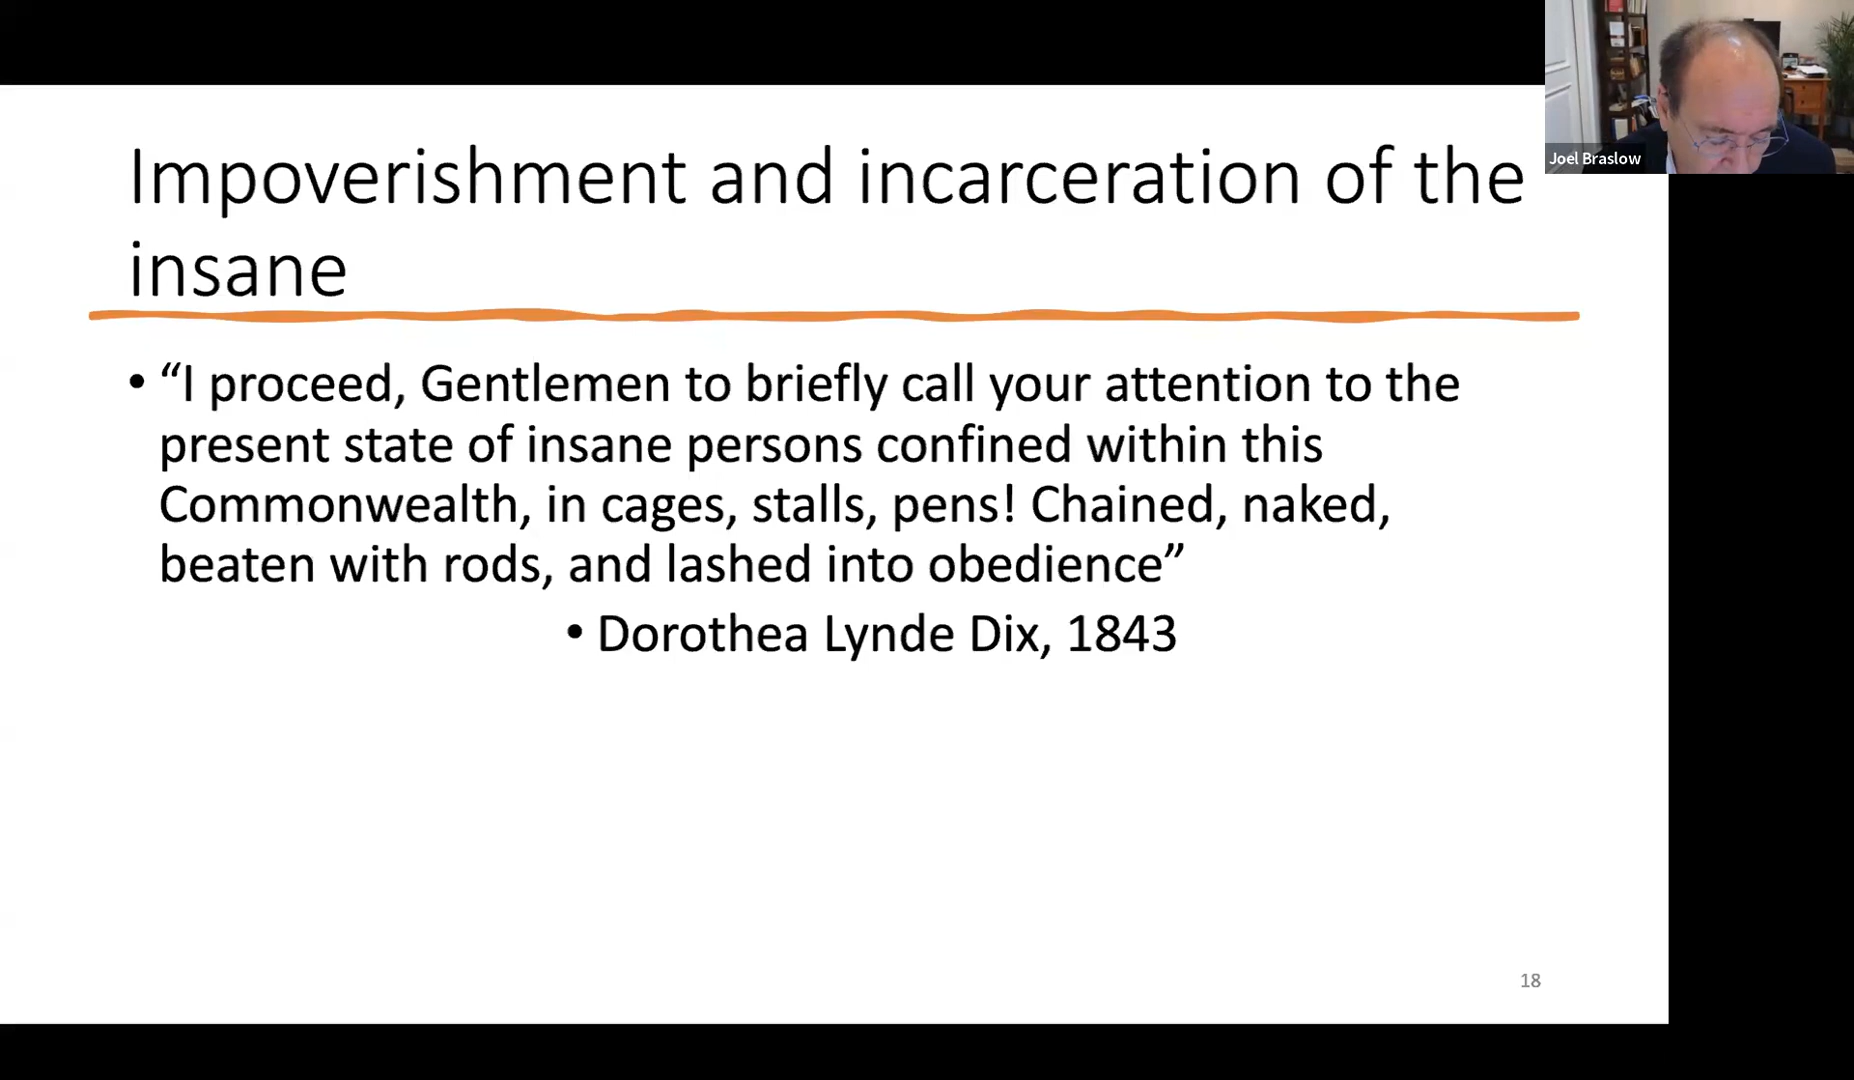 Impoverishment and incarceration of the
insane
• “I proceed, Gentlemen to briefly call your attention to the
present state of insane persons confined within this
Commonwealth, in cages, stalls, pens! Chained, naked,
beaten with rods, and lashed into obedience”
• Dorothea Lynde Dix, 1843
18
Joel Braslow